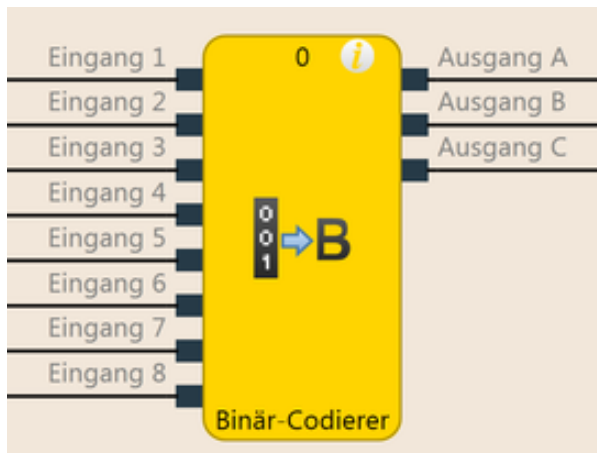 Eingang 1
Eingang 2
Eingang 3
Eingang 4
Eingang 5
Eingang 6
Eingang 7
Eingang 8
0 i
0
0
1
B
Binär-Codierer
Ausgang A
Ausgang B
Ausgang C